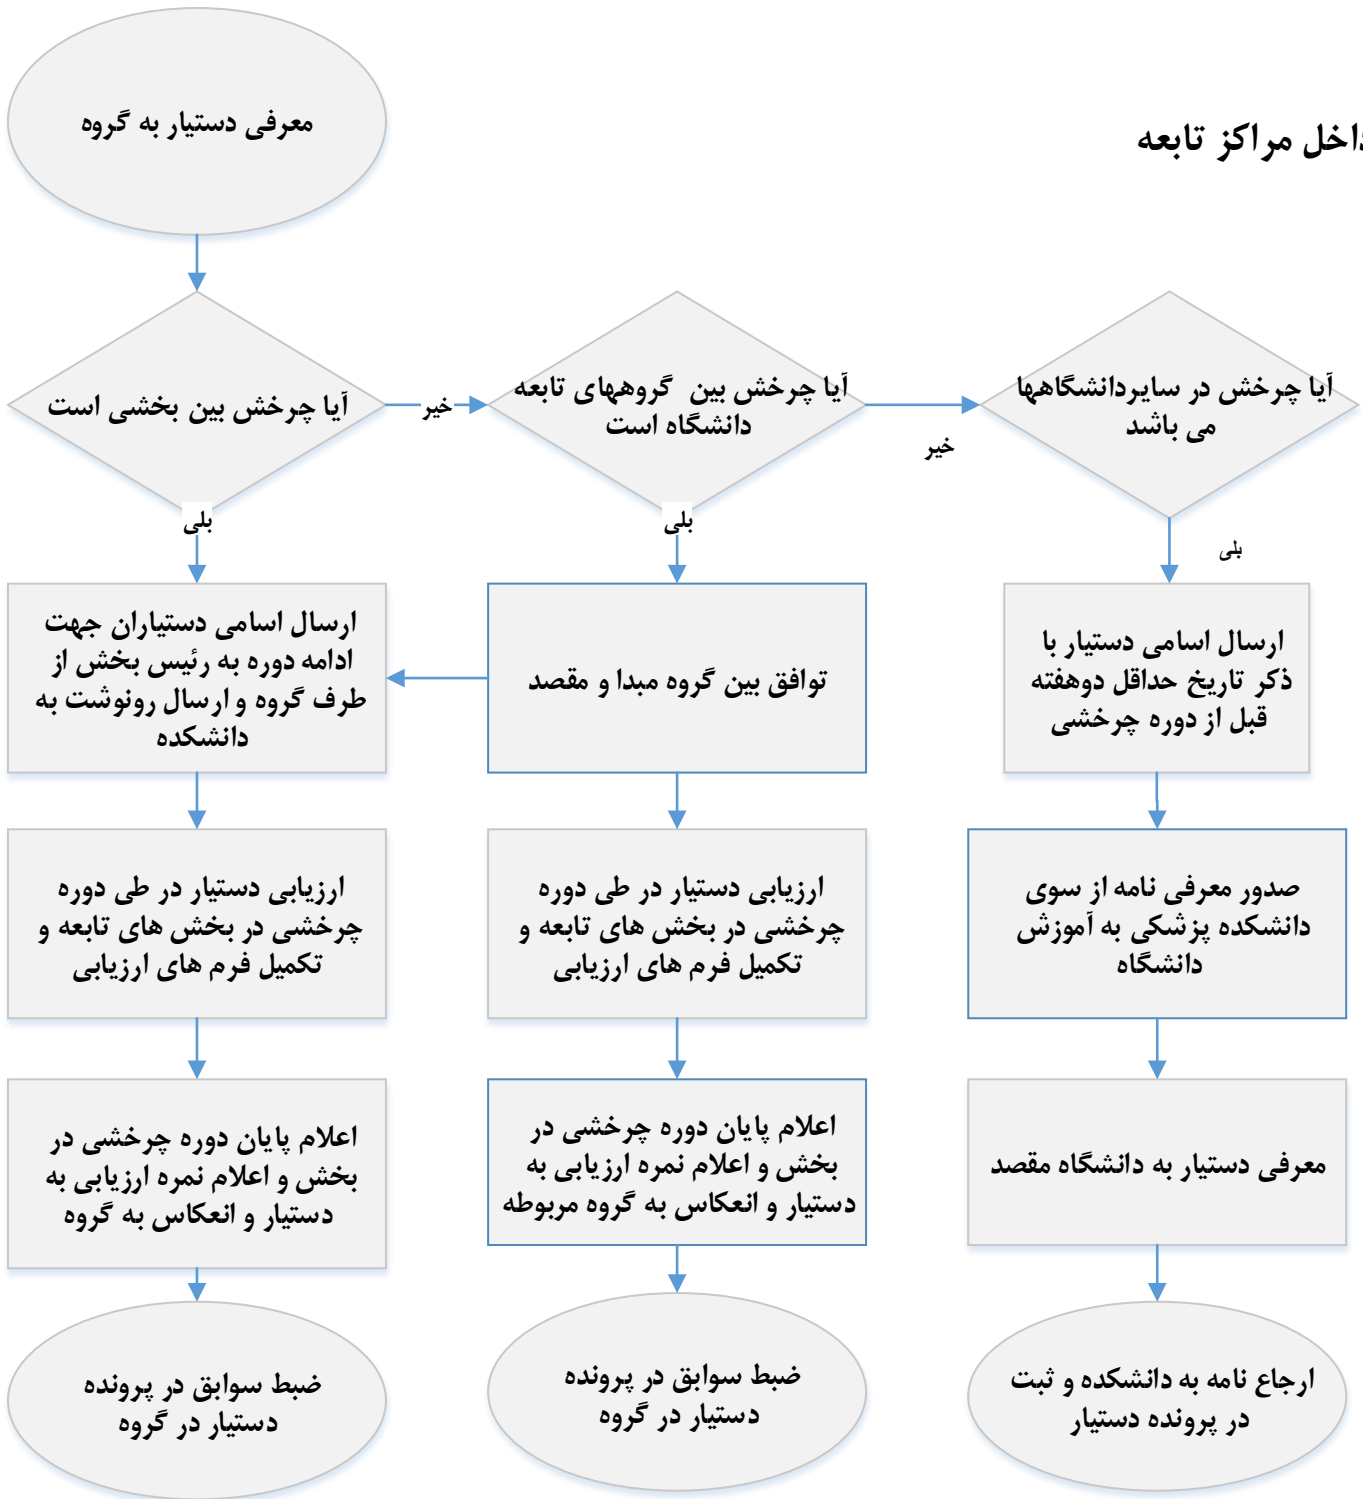 داخل مراکز تابعه
معرفی دستیار به گروه
آیا چرخش بین بخشی است
خیر
آیا چرخش بین گروههای تابعه
دانشگاه است
خیر
آیا چرخش در سایردانشگاهها
می باشد
بلی
بلی
بلی
ارسال اسامی دستیاران جهت
ادامه دوره به رئیس بخش از
طرف گروه و ارسال رونوشت به
دانشکده
توافق بین گروه مبدا و مقصد
ارسال اسامی دستیار با
ذکر تاریخ حداقل دوهفته
قبل از دوره چرخشی
ارزیابی دستیار در طی دوره
چرخشی در بخش های تابعه و
تکمیل فرم های ارزیابی
ارزیابی دستیار در طی دوره
چرخشی در بخش های تابعه و
تکمیل فرم های ارزیابی
صدور معرفی نامه از سوی
دانشکده پزشکی به آموزش
دانشگاه
اعلام پایان دوره چرخشی در
بخش و اعلام نمره ارزیابی به
دستیار و انعکاس به گروه
اعلام پایان دوره چرخشی در
بخش و اعلام نمره ارزیابی به
دستیار و انعکاس به گروه مربوطه
معرفی دستیار به دانشگاه مقصد
ضبط سوابق در پرونده
دستیار در گروه
ضبط سوابق در پرونده
دستیار در گروه
ارجاع نامه به دانشکده و ثبت
در پرونده دستیار